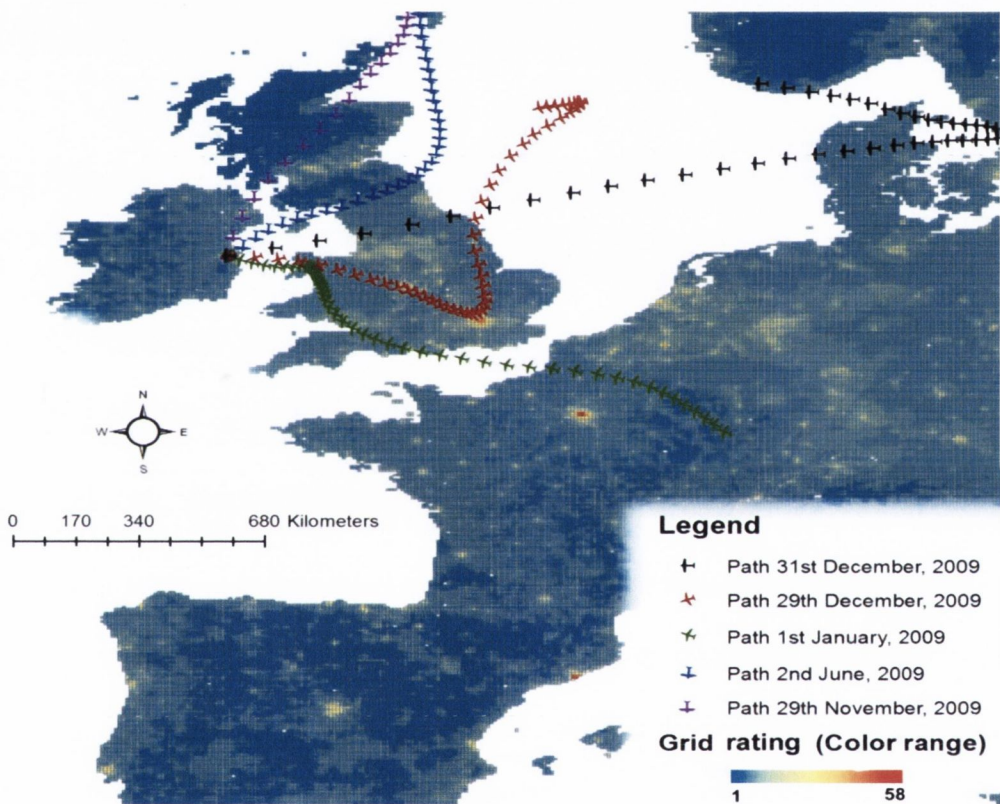 N
W E
S
0 170 340 680 Kilometers
Legend
Path 31st December, 2009
Path 29th December, 2009
Path 1st January, 2009
Path 2nd June, 2009
Path 29th November, 2009
Grid rating (Color range)
1 58